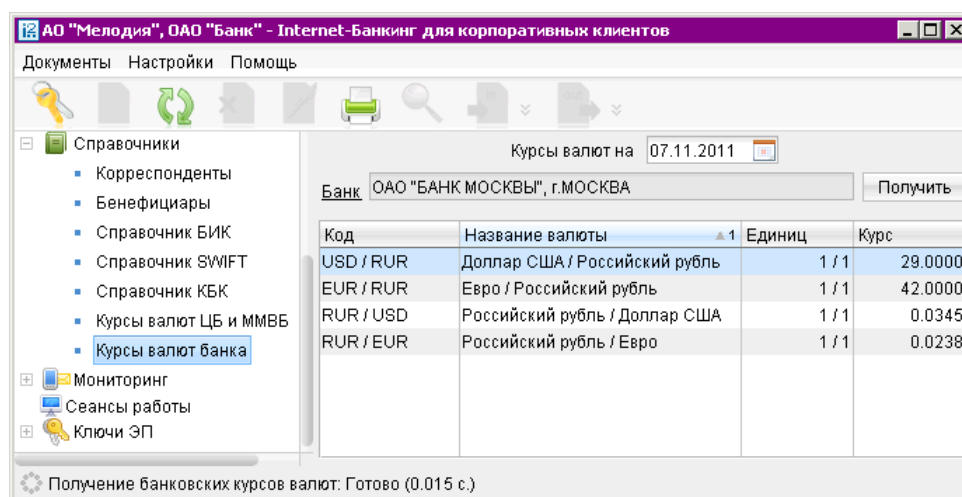 АО "Мелодия", ОАО "Банк" - Internet-Банкинг для корпоративных клиентов
Документы Настройки Помощь
Справочники
Корреспонденты
Бенефициары
Справочник БИК
Справочник SWIFT
Справочник КБК
Курсы валют ЦБ и ММВБ
Курсы валют банка
Мониторинг
Сеансы работы
Ключи ЭП
Курсы валют на 07.11.2011
Банк ОАО "БАНК МОСКВЫ", г.МОСКВА Получить
Код Название валюты 1 Единиц Курс
USD / RUR Доллар США / Российский рубль 1 / 1 29.0000
EUR / RUR Евро / Российский рубль 1 / 1 42.0000
RUR / USD Российский рубль / Доллар США 1 / 1 0.0345
RUR / EUR Российский рубль / Евро 1 / 1 0.0238
Получение банковских курсов валют: Готово (0.015 с.)